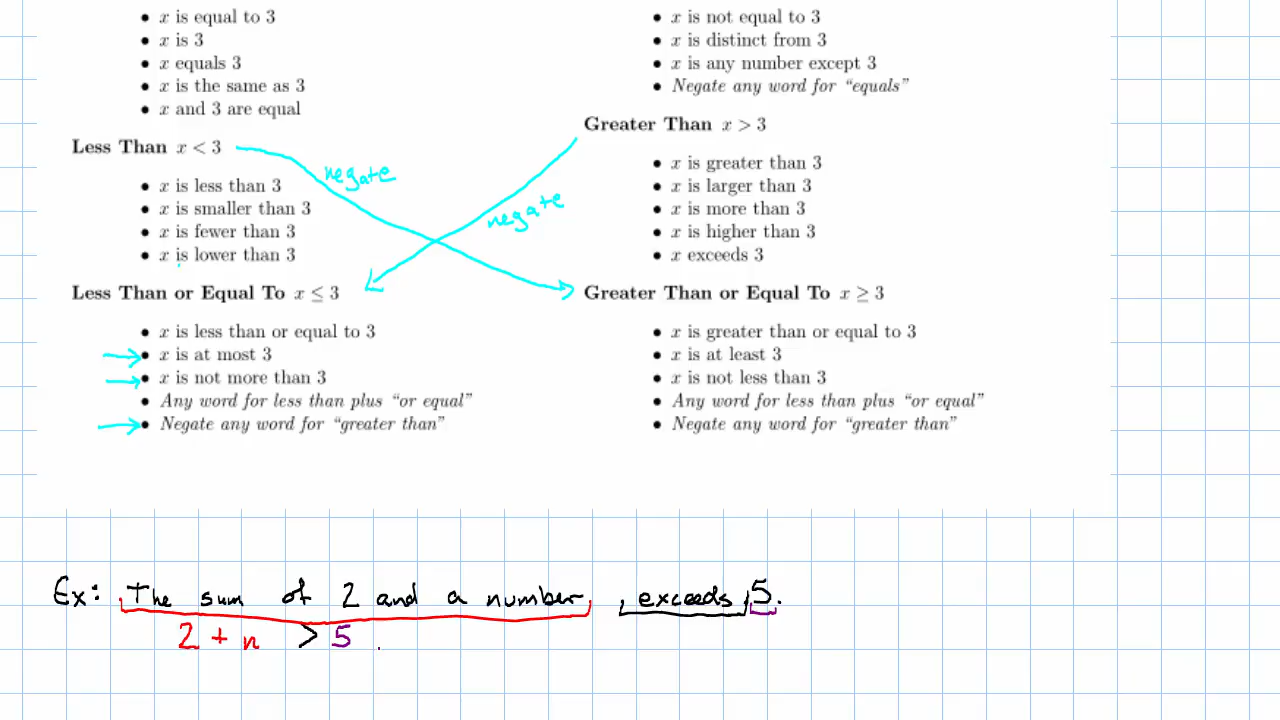 • x is equal to 3
• x is 3
• x equals 3
• x is the same as 3
• x and 3 are equal
Less Than x < 3
• x is less than 3
• x is smaller than 3
• x is fewer than 3
• x is lower than 3
Less Than or Equal To x ≤ 3
• x is less than or equal to 3
• x is at most 3
• x is not more than 3
• Any word for less than plus “or equal”
• Negate any word for “greater than”
negate
negate
• x is not equal to 3
• x is distinct from 3
• x is any number except 3
• Negate any word for “equals”
Greater Than x > 3
• x is greater than 3
• x is larger than 3
• x is more than 3
• x is higher than 3
• x exceeds 3
Greater Than or Equal To x ≥ 3
• x is greater than or equal to 3
• x is at least 3
• x is not less than 3
• Any word for less than plus “or equal”
• Negate any word for “greater than”
Ex: The sum of 2 and a number exceeds 5.
2 + n > 5